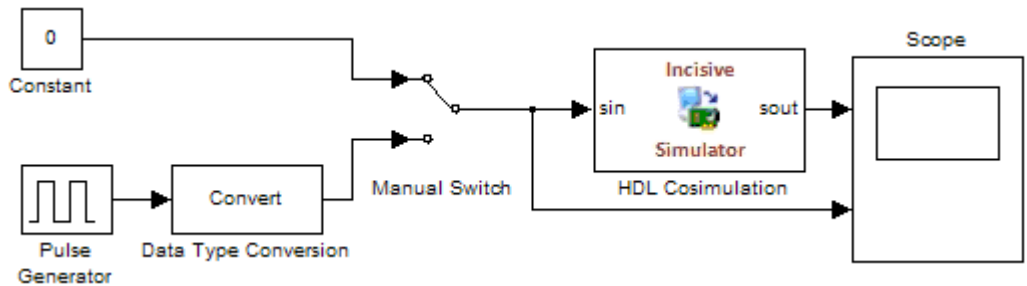 0
Constant
Scope
Incisive
sin
sout
Simulator
Manual Switch
HDL Cosimulation
Convert
Pulse
Generator
Data Type Conversion